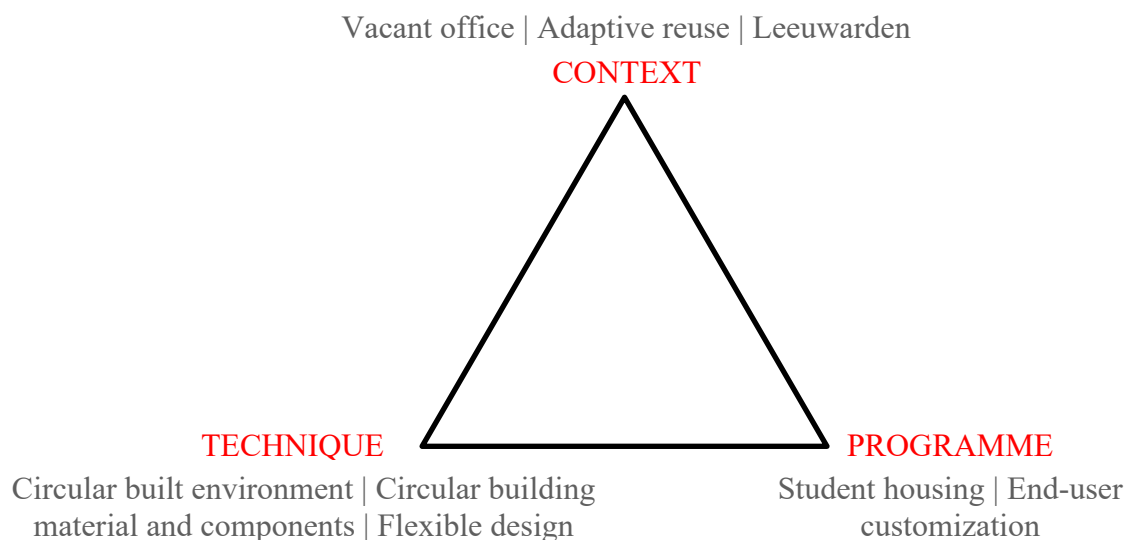 Vacant office | Adaptive reuse | Leeuwarden
CONTEXT
TECHNIQUE
Circular built environment | Circular building
material and components | Flexible design
PROGRAMME
Student housing | End-user
customization